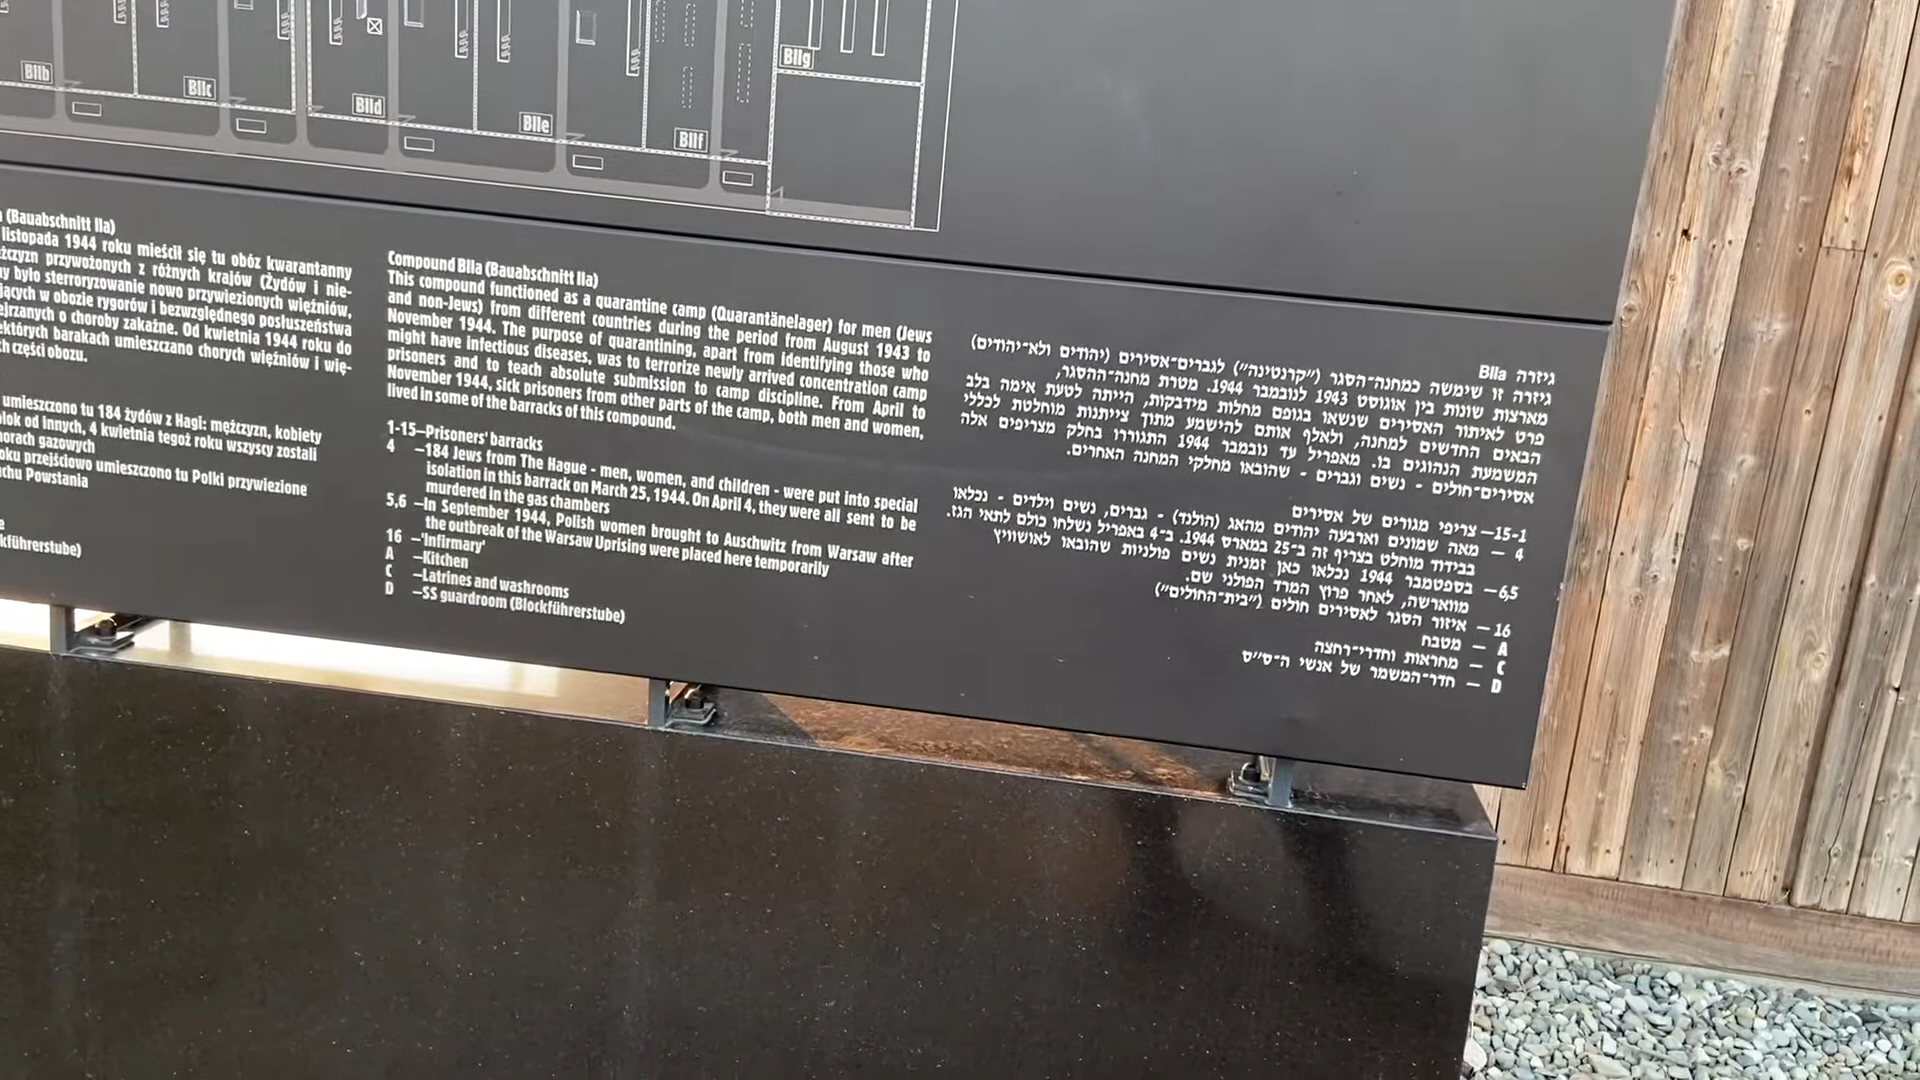 BIIb
BIIc
BIId
BIIe
BIIf
BIIg
(Bauabschnitt IIa)
listopada 1944 roku mieścił się tu obóz kwarantanny
przywożonych z różnych krajów (Żydów i nie-
było sterroryzowanie nowo przywiezionych więźniów,
w obozie rygorów i bezwzględnego posłuszeństwa
o choroby zakaźne. Od kwietnia 1944 roku do
barakach umieszczano chorych więźniów i wię-
części obozu.
umieszczono tu 184 żydów z Hagi: mężczyzn, kobiety
od innych, 4 kwietnia tegoż roku wszyscy zostali
gazowych
przejściowo umieszczono tu Polki przywiezione
Powstania
Compound BIIa (Bauabschnitt IIa)
This compound functioned as a quarantine camp (Quarantänelager) for men (Jews
and non-Jews) from different countries during the period from August 1943 to
November 1944. The purpose of quarantining, apart from identifying those who
might have infectious diseases, was to terrorize newly arrived concentration camp
prisoners and to teach absolute submission to camp discipline. From April to
November 1944, sick prisoners from other parts of the camp, both men and women,
lived in some of the barracks of this compound.
1-15–Prisoners' barracks
4 –184 Jews from The Hague - men, women, and children - were put into special
isolation in this barrack on March 25, 1944. On April 4, they were all sent to be
murdered in the gas chambers
5,6 –In September 1944, Polish women brought to Auschwitz from Warsaw after
the outbreak of the Warsaw Uprising were placed here temporarily
16 –'Infirmary'
A –Kitchen
C –Latrines and washrooms
D –SS guardroom (Blockführerstube)
גיזרה BIIa
גיזרה זו שימשה כמחנה־הסגר (״קרנטינה״) לגברים־אסירים (יהודים ולא־יהודים)
מארצות שונות בין אוגוסט 1943 לנובמבר 1944. מטרת מחנה־ההסגר,
פרט לאיתור האסירים שנשאו בגופם מחלות מידבקות, הייתה לטעת אימה בלב
הבאים החדשים למחנה, ולאלף אותם להישמע מתוך צייתנות מוחלטת לכללי
המשמעת הנהוגים בו. מאפריל עד נובמבר 1944 התגוררו בחלק מצריפים אלה
אסירים־חולים - נשים וגברים - שהובאו מחלקי המחנה האחרים.
15-1– צריפי מגורים של אסירים
4 – מאה שמונים וארבעה יהודים מהאג (הולנד) - גברים, נשים וילדים - נכלאו
בבידוד מוחלט בצריף זה ב־25 במארס 1944. ב־4 באפריל נשלחו כולם לתאי הגז.
6,5– בספטמבר 1944 נכלאו כאן זמנית נשים פולניות שהובאו לאושוויץ
מווארשה, לאחר פרוץ המרד הפולני שם.
16 – איזור הסגר לאסירים חולים (״בית־החולים״)
A – מטבח
C – מחראות וחדרי־רחצה
D – חדר־המשמר של אנשי ה־ס״ס